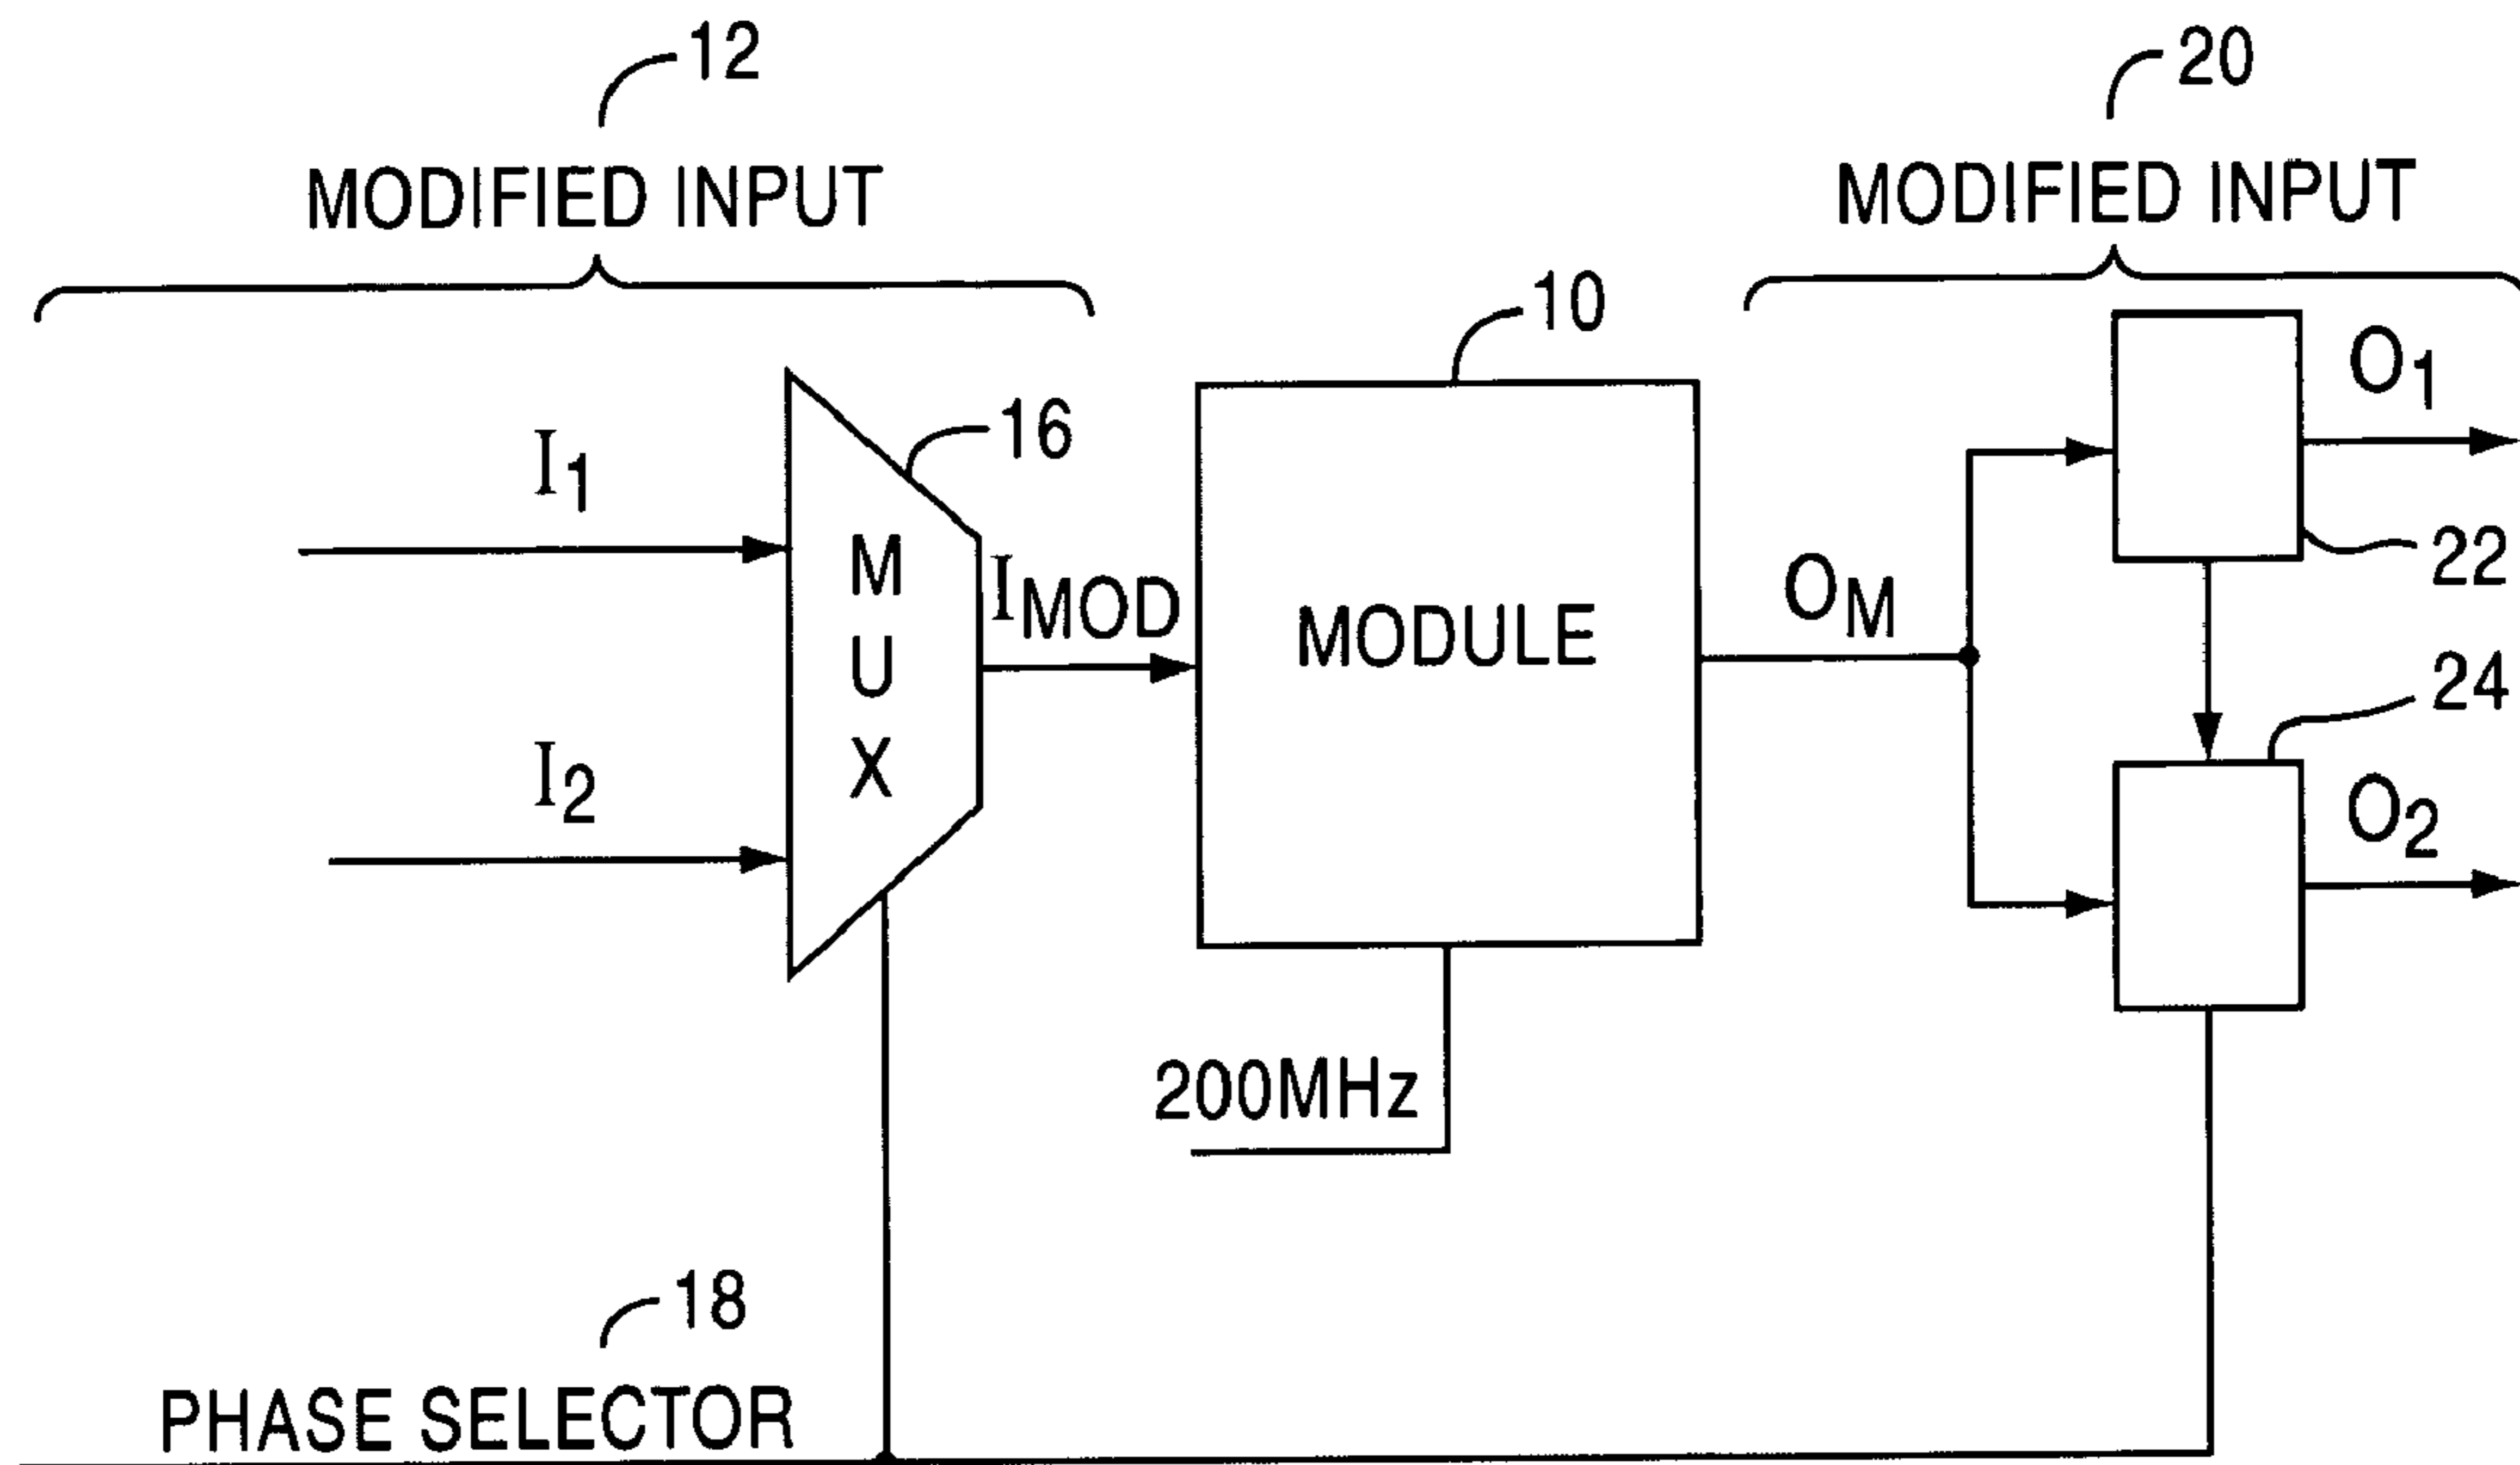 12
20
MODIFIED INPUT
MODIFIED INPUT
10
16
I1
O1
M
U
X
IMOD
MODULE
OM
22
24
I2
O2
200MHz
18
PHASE SELECTOR